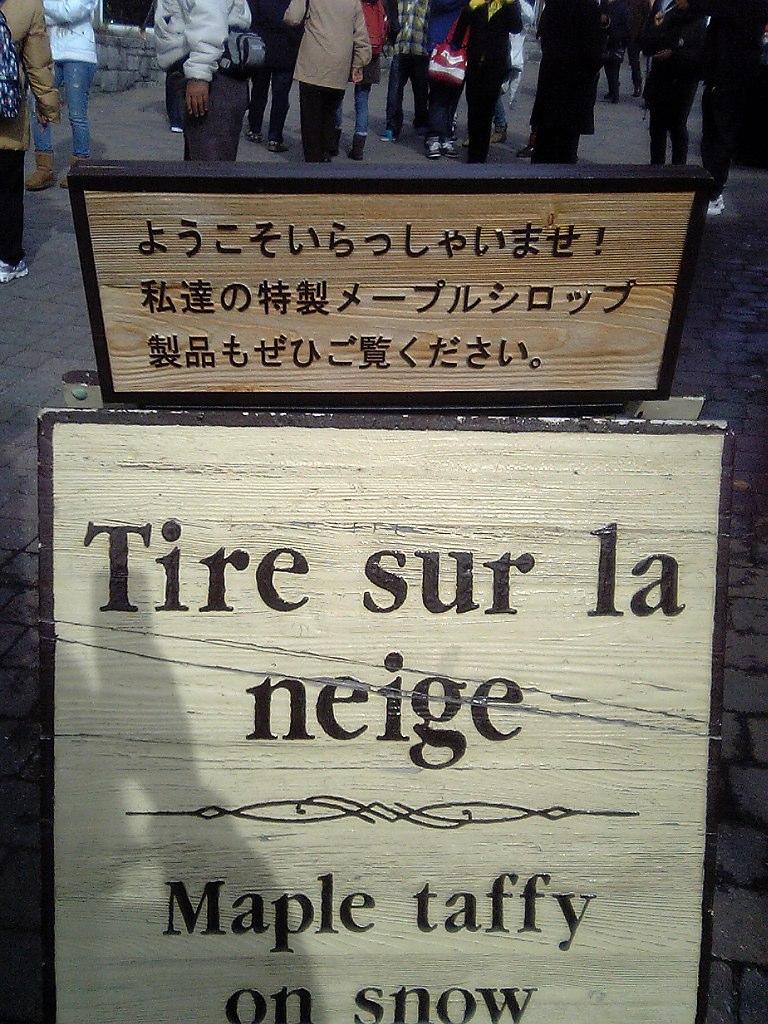 ようこそいらっしゃいませ！
私達の特製メープルシロップ
製品もぜひご覧ください。
Tire sur la
neige
Maple taffy
on snow